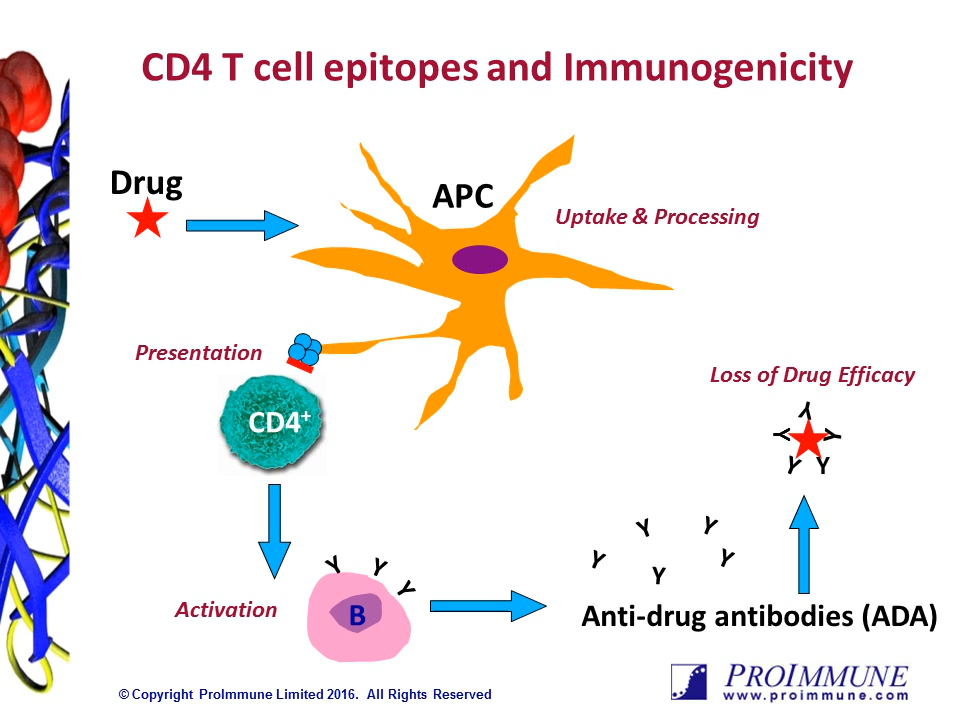 CD4 T cell epitopes and Immunogenicity
Drug
APC
Uptake & Processing
Presentation
Loss of Drug Efficacy
CD4+
Y
Y Y
Y Y
Y Y
Y Y
Y
Y Y Y
Activation
B
Anti-drug antibodies (ADA)
© Copyright ProImmune Limited 2016. All Rights Reserved
PROIMMUNE
www.proimmune.com